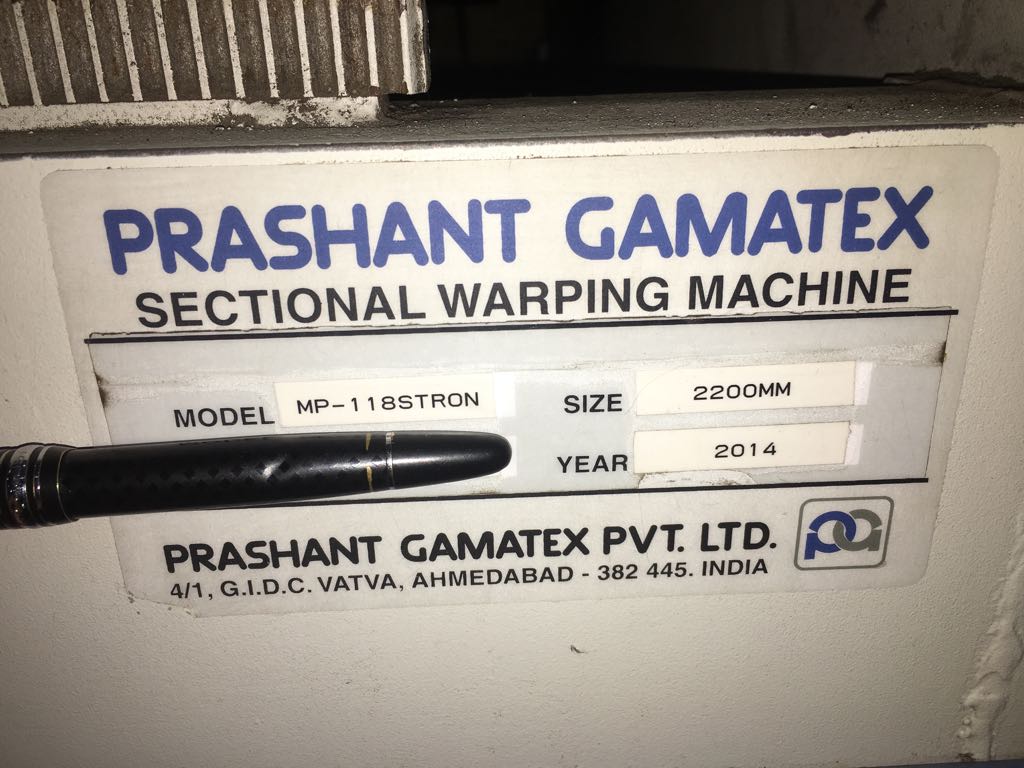 PRASHANT GAMATEX
SECTIONAL WARPING MACHINE
MODEL MP-118STRON SIZE 2200MM
YEAR 2014
PRASHANT GAMATEX PVT. LTD.
4/1, G.I.D.C. VATVA, AHMEDABAD - 382 445. INDIA